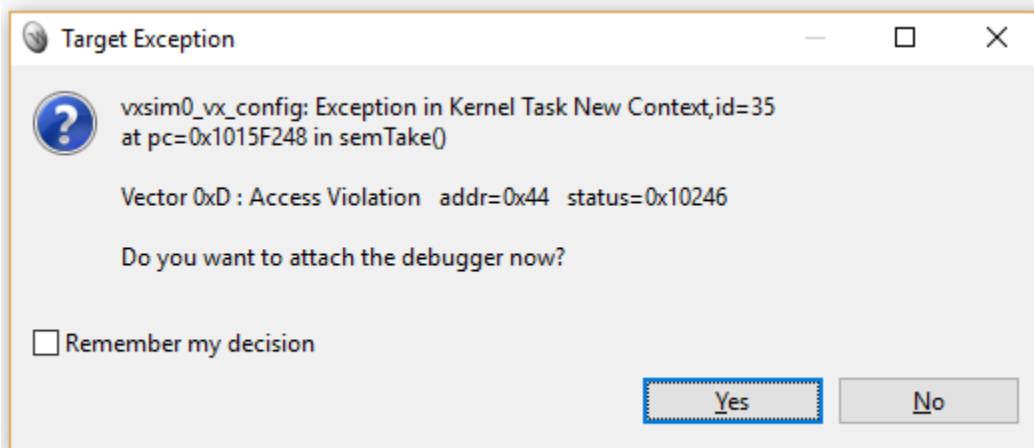 Target Exception
vxsim0_vx_config: Exception in Kernel Task New Context,id=35
at pc=0x1015F248 in semTake()
Vector 0xD : Access Violation   addr=0x44   status=0x10246
Do you want to attach the debugger now?
Remember my decision
Yes
No